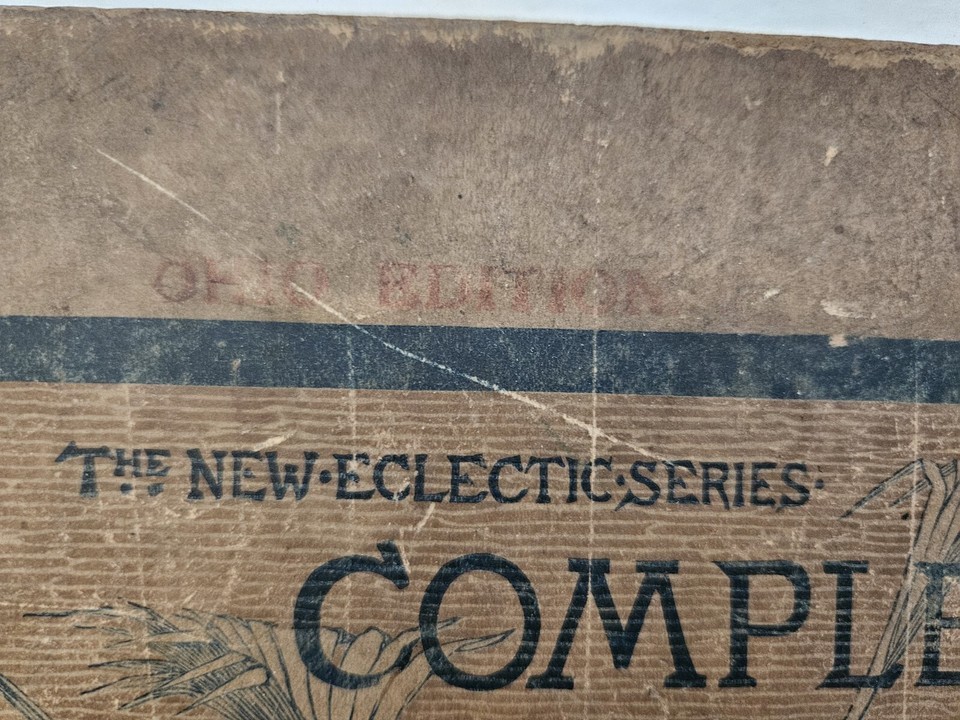 OHIO EDITION
THE NEW·ECLECTIC·SERIES·
COMPLE